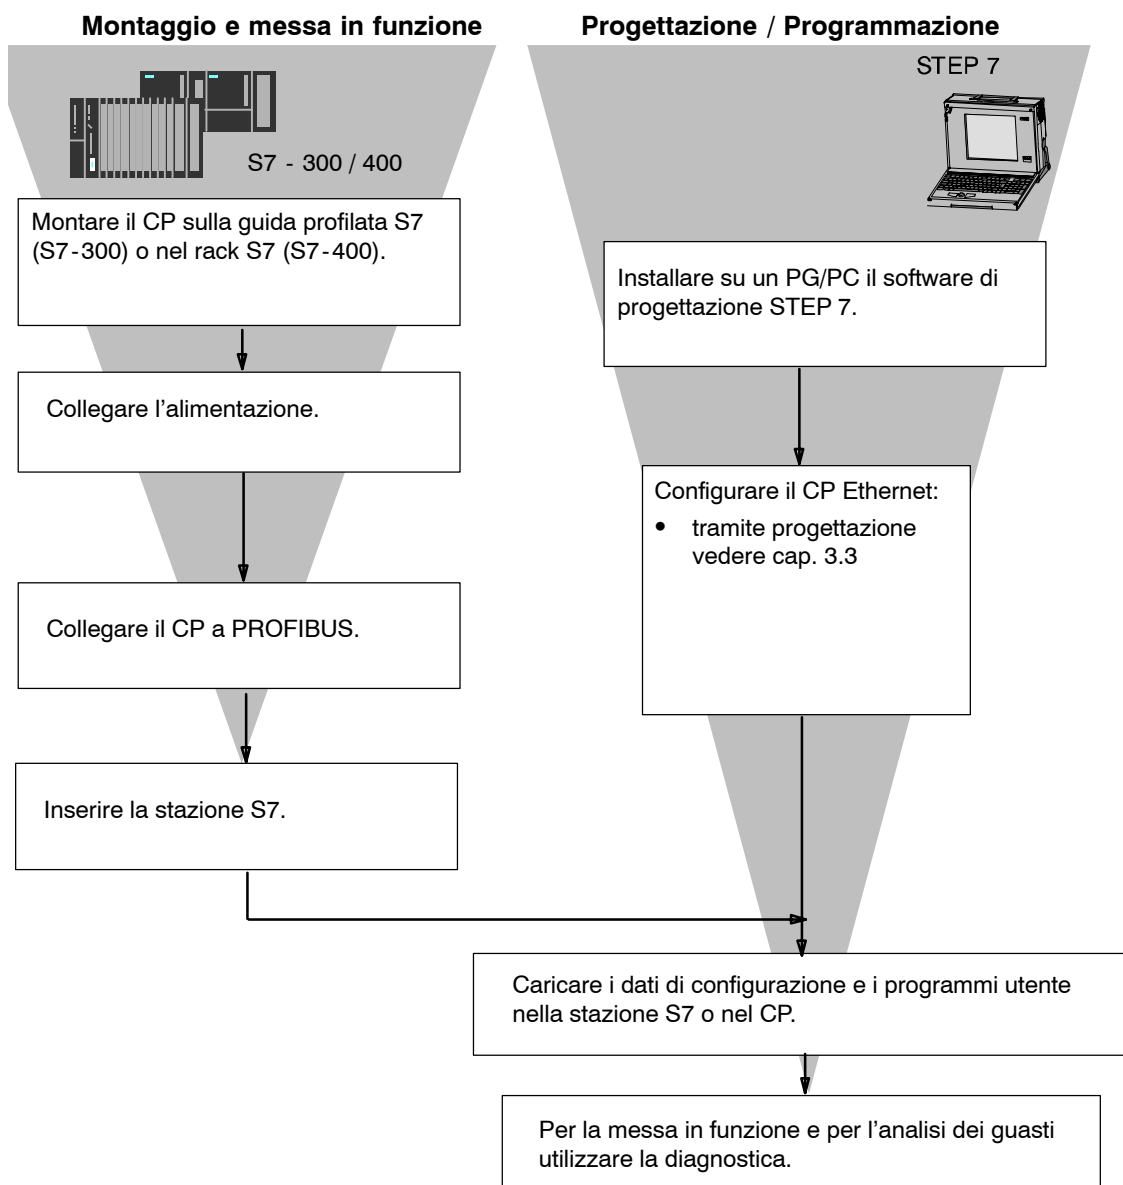 Montaggio e messa in funzione
Progettazione / Programmazione
S7 - 300 / 400
STEP 7
Montare il CP sulla guida profilata S7
(S7-300) o nel rack S7 (S7-400).
Collegare l'alimentazione.
Collegare il CP a PROFIBUS.
Inserire la stazione S7.
Installare su un PG/PC il software di
progettazione STEP 7.
Configurare il CP Ethernet:
• tramite progettazione
vedere cap. 3.3
Caricare i dati di configurazione e i programmi utente
nella stazione S7 o nel CP.
Per la messa in funzione e per l'analisi dei guasti
utilizzare la diagnostica.